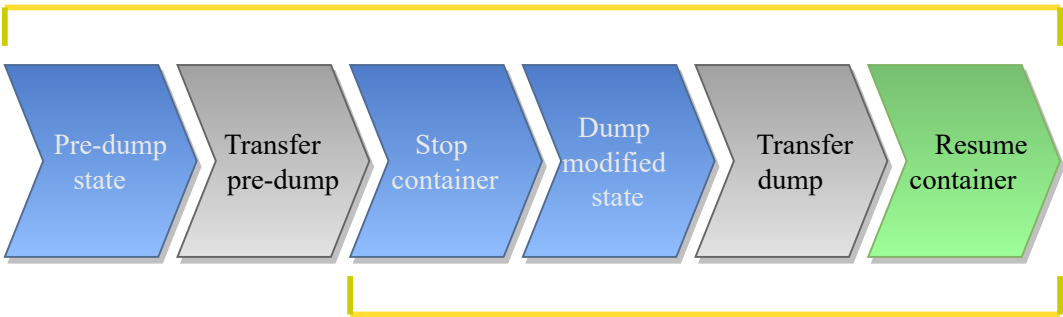 Pre-dump
state
Transfer
pre-dump
Stop
container
Dump
modified
state
Transfer
dump
Resume
container